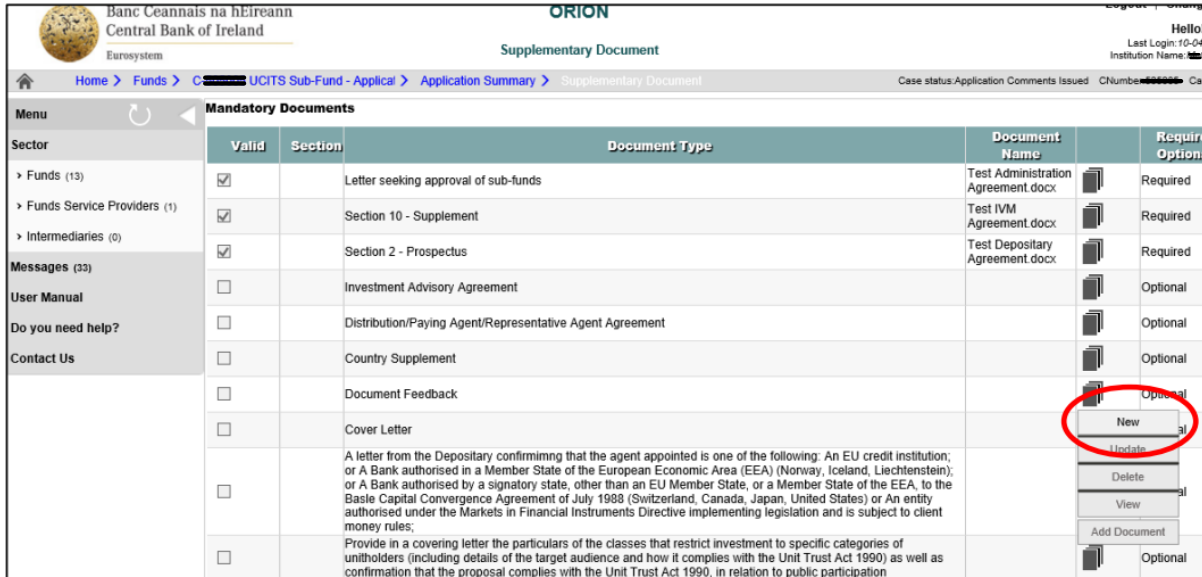 Banc Ceannais na hÉireann
Central Bank of Ireland
Eurosystem
ORION
Supplementary Document
Logout | Chang
Hello
Last Login:10-04
Institution Name:
Home > Funds > C UCITS Sub-Fund - Applicat > Application Summary > Supplementary Document
Case status:Application Comments Issued CNumber Ca
Menu
Sector
> Funds (13)
> Funds Service Providers (1)
> Intermediaries (0)
Messages (33)
User Manual
Do you need help?
Contact Us
Mandatory Documents
Valid Section Document Type Document Name Require Option
Letter seeking approval of sub-funds Test Administration Agreement.docx Required
Section 10 - Supplement Test IVM Agreement.docx Required
Section 2 - Prospectus Test Depositary Agreement.docx Required
Investment Advisory Agreement Optional
Distribution/Paying Agent/Representative Agent Agreement Optional
Country Supplement Optional
Document Feedback Optional
Cover Letter al
New
Update
Delete
View
Add Document
A letter from the Depositary confirmimng that the agent appointed is one of the following: An EU credit institution;
or A Bank authorised in a Member State of the European Economic Area (EEA) (Norway, Iceland, Liechtenstein);
or A Bank authorised by a signatory state, other than an EU Member State, or a Member State of the EEA, to the
Basle Capital Convergence Agreement of July 1988 (Switzerland, Canada, Japan, United States) or An entity
authorised under the Markets in Financial Instruments Directive implementing legislation and is subject to client
money rules;
al
Provide in a covering letter the particulars of the classes that restrict investment to specific categories of
unitholders (including details of the target audience and how it complies with the Unit Trust Act 1990) as well as
confirmation that the proposal complies with the Unit Trust Act 1990, in relation to public participation
Optional